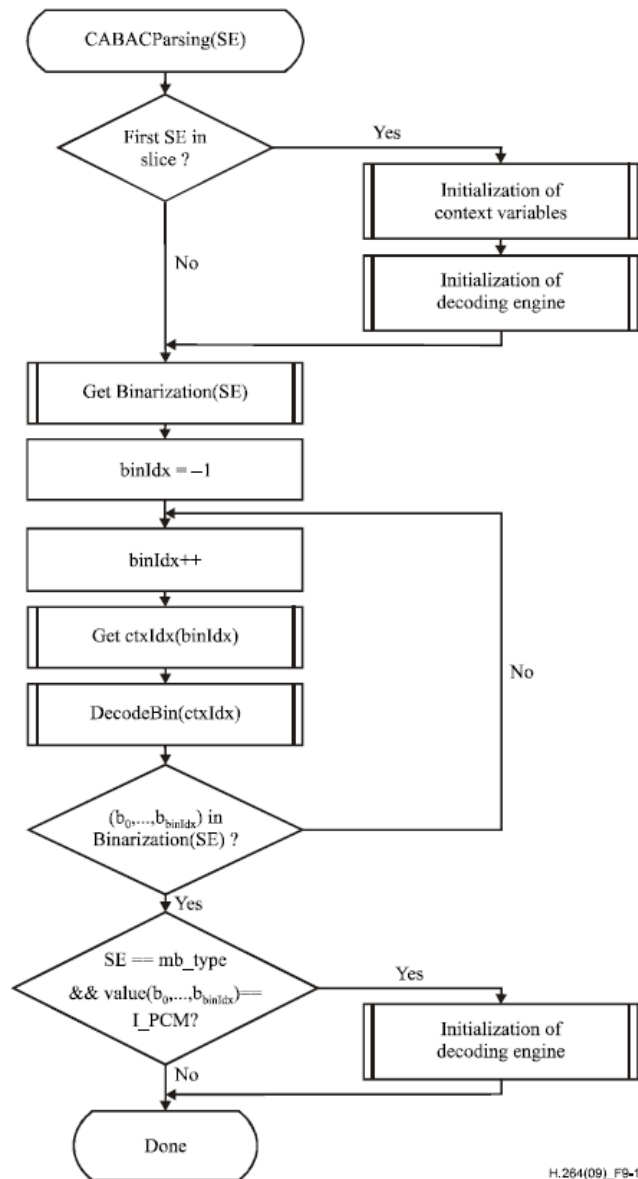 CABACParsing(SE)
First SE in
slice ?
Yes
Initialization of
context variables
No
Initialization of
decoding engine
Get Binarization(SE)
binIdx = –1
binIdx++
Get ctxIdx(binIdx)
No
DecodeBin(ctxIdx)
(b0,...,bbinIdx) in
Binarization(SE) ?
Yes
SE == mb_type
&& value(b0,...,bbinIdx)==
I_PCM?
Yes
Initialization of
decoding engine
No
Done
H.264(09)_F9-1